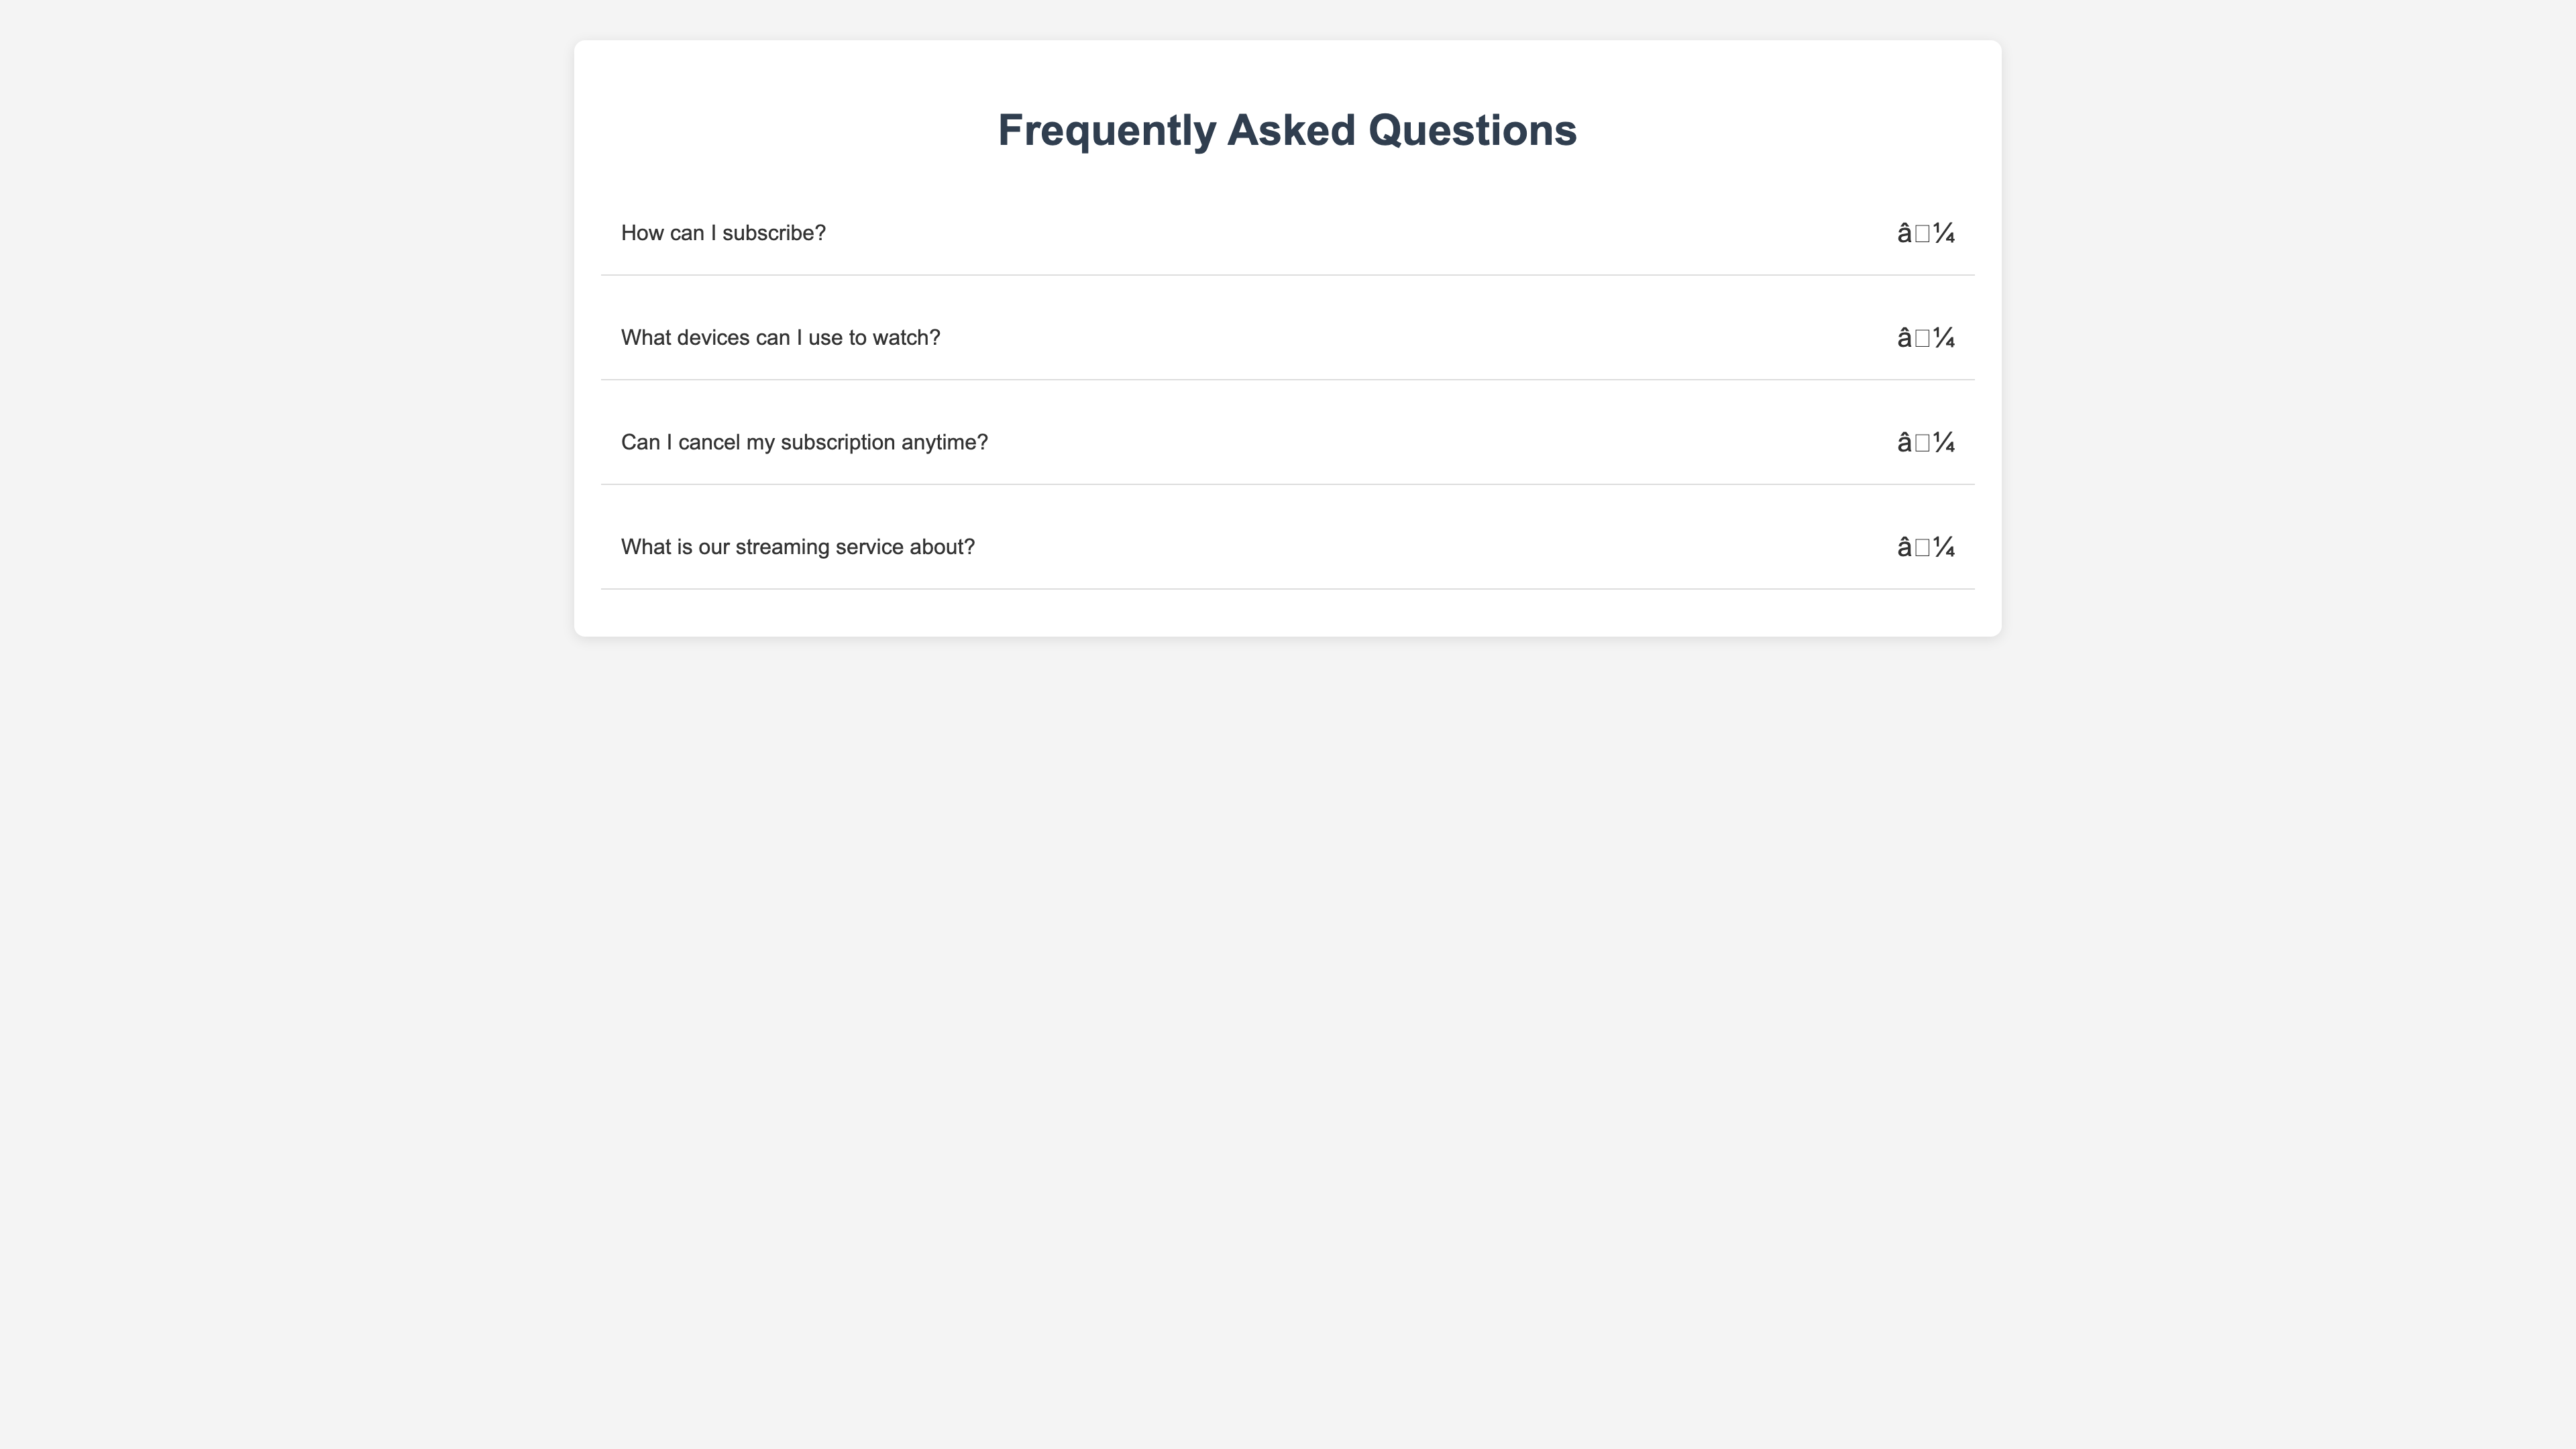 Frequently Asked Questions
How can I subscribe? â□¼
What devices can I use to watch? â□¼
Can I cancel my subscription anytime? â□¼
What is our streaming service about? â□¼